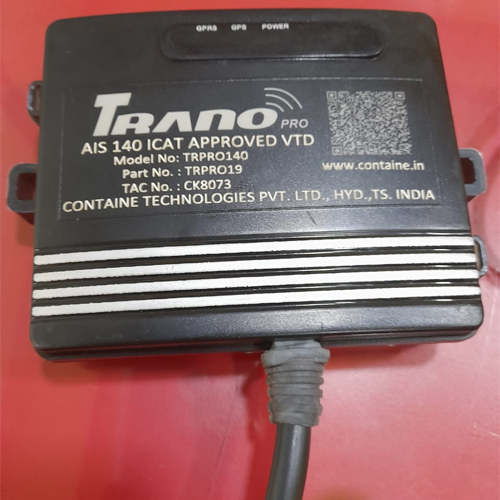 GPRS GPS POWER
TRANO PRO
AIS 140 ICAT APPROVED VTD
Model No: TRPRO140
Part No. : TRPRO19
TAC No. : CK8073
www.containe.in
CONTAINE TECHNOLOGIES PVT. LTD., HYD.,TS. INDIA